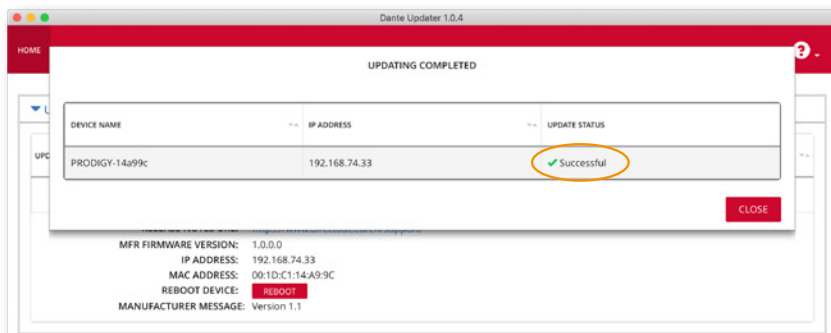 Dante Updater 1.0.4
HOME
?
UPDATING COMPLETED
DEVICE NAME IP ADDRESS UPDATE STATUS
UPD
PRODIGY-14a99c 192.168.74.33 Successful
CLOSE
MFR FIRMWARE VERSION: 1.0.0.0
IP ADDRESS: 192.168.74.33
MAC ADDRESS: 00:1D:C1:14:A9:9C
REBOOT DEVICE: REBOOT
MANUFACTURER MESSAGE: Version 1.1